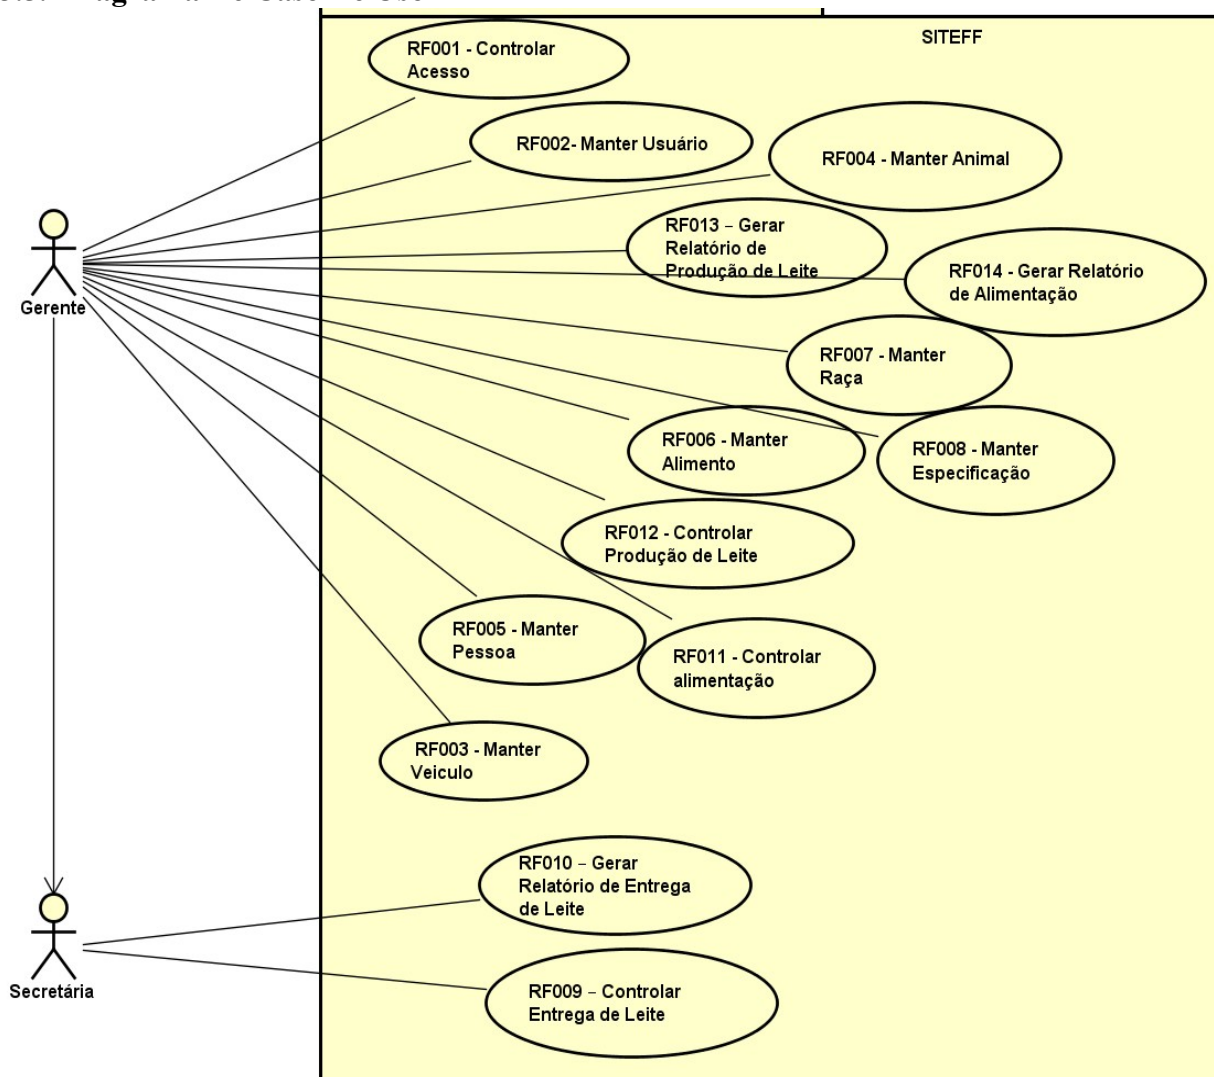 SITEFF
RF001 - Controlar
Acesso
RF002- Manter Usuário
RF004 - Manter Animal
RF013 – Gerar
Relatório de
Produção de Leite
RF014 - Gerar Relatório
de Alimentação
Gerente
RF007 - Manter
Raça
RF006 - Manter
Alimento
RF008 - Manter
Especificação
RF012 - Controlar
Produção de Leite
RF005 - Manter
Pessoa
RF011 - Controlar
alimentação
RF003 - Manter
Veiculo
RF010 – Gerar
Relatório de Entrega
de Leite
Secretária
RF009 – Controlar
Entrega de Leite